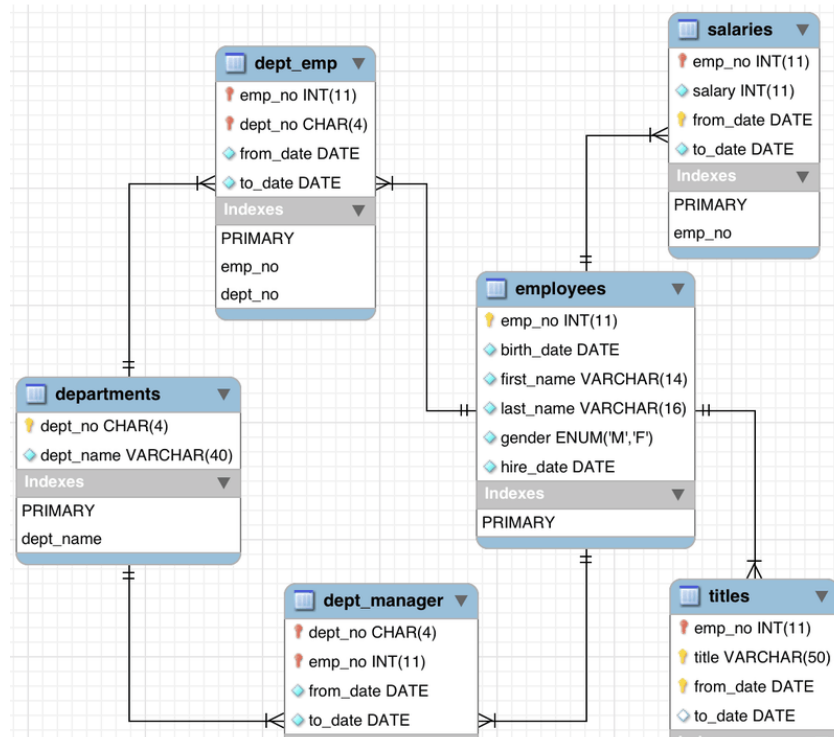 salaries
emp_no INT(11)
salary INT(11)
from_date DATE
to_date DATE
Indexes
PRIMARY
emp_no
dept_emp
emp_no INT(11)
dept_no CHAR(4)
from_date DATE
to_date DATE
Indexes
PRIMARY
emp_no
dept_no
employees
emp_no INT(11)
birth_date DATE
first_name VARCHAR(14)
last_name VARCHAR(16)
gender ENUM('M','F')
hire_date DATE
Indexes
PRIMARY
departments
dept_no CHAR(4)
dept_name VARCHAR(40)
Indexes
PRIMARY
dept_name
dept_manager
dept_no CHAR(4)
emp_no INT(11)
from_date DATE
to_date DATE
titles
emp_no INT(11)
title VARCHAR(50)
from_date DATE
to_date DATE